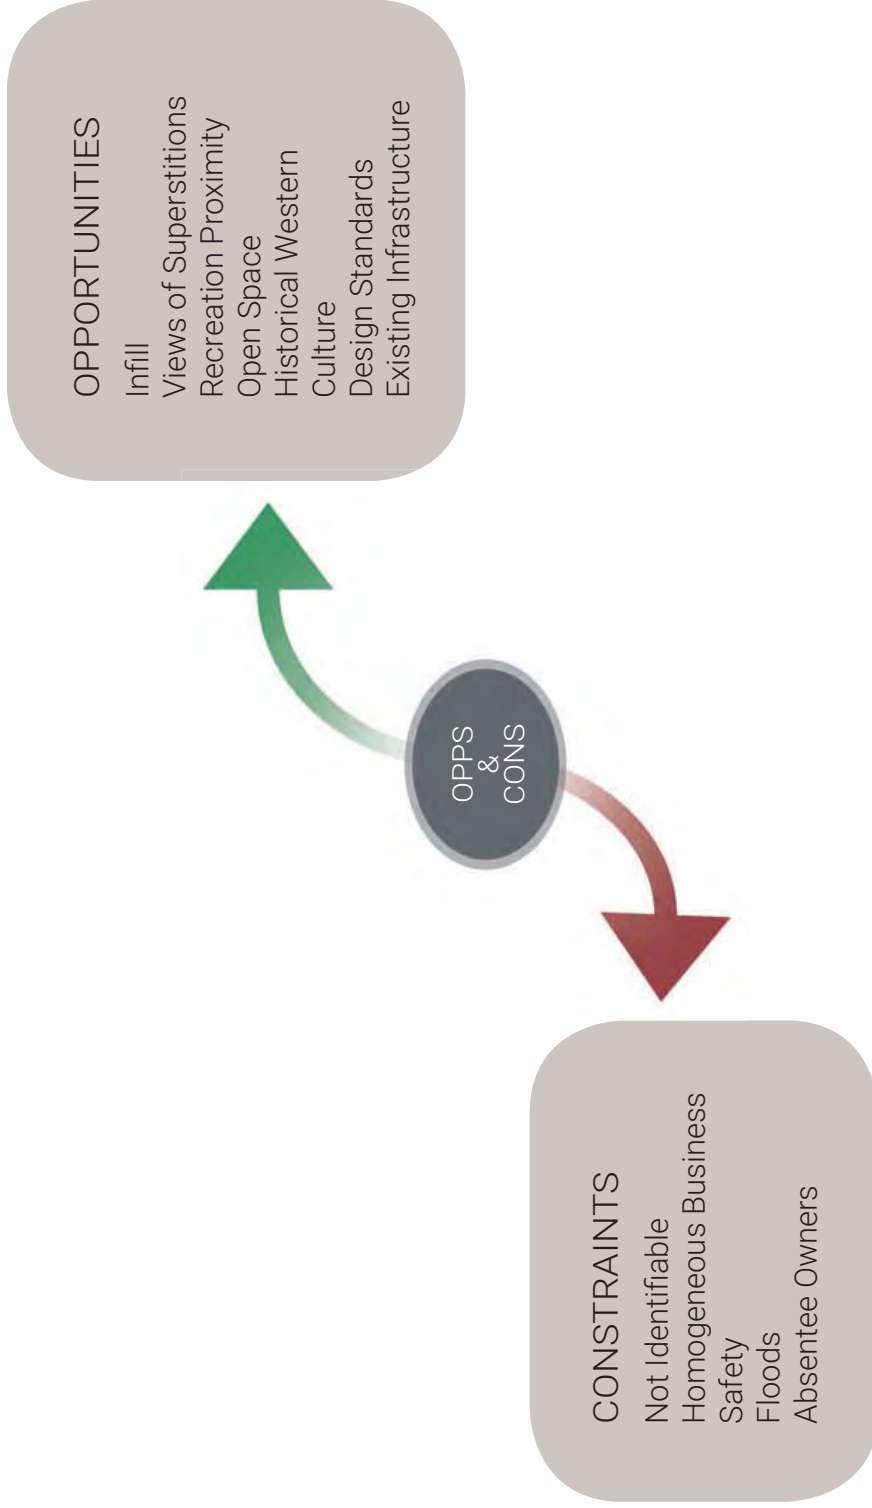 OPPORTUNITIES
Infill
Views of Superstitions
Recreation Proximity
Open Space
Historical Western
Culture
Design Standards
Existing Infrastructure
OPPS
&
CONS
CONSTRAINTS
Not Identifiable
Homogeneous Business
Safety
Floods
Absentee Owners